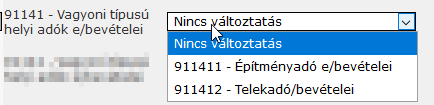 91141 - Vagyoni típusú
helyi adók e/bevételei
Nincs változtatás
Nincs változtatás
911411 - Építményadó e/bevételei
911412 - Telekadó/bevételei